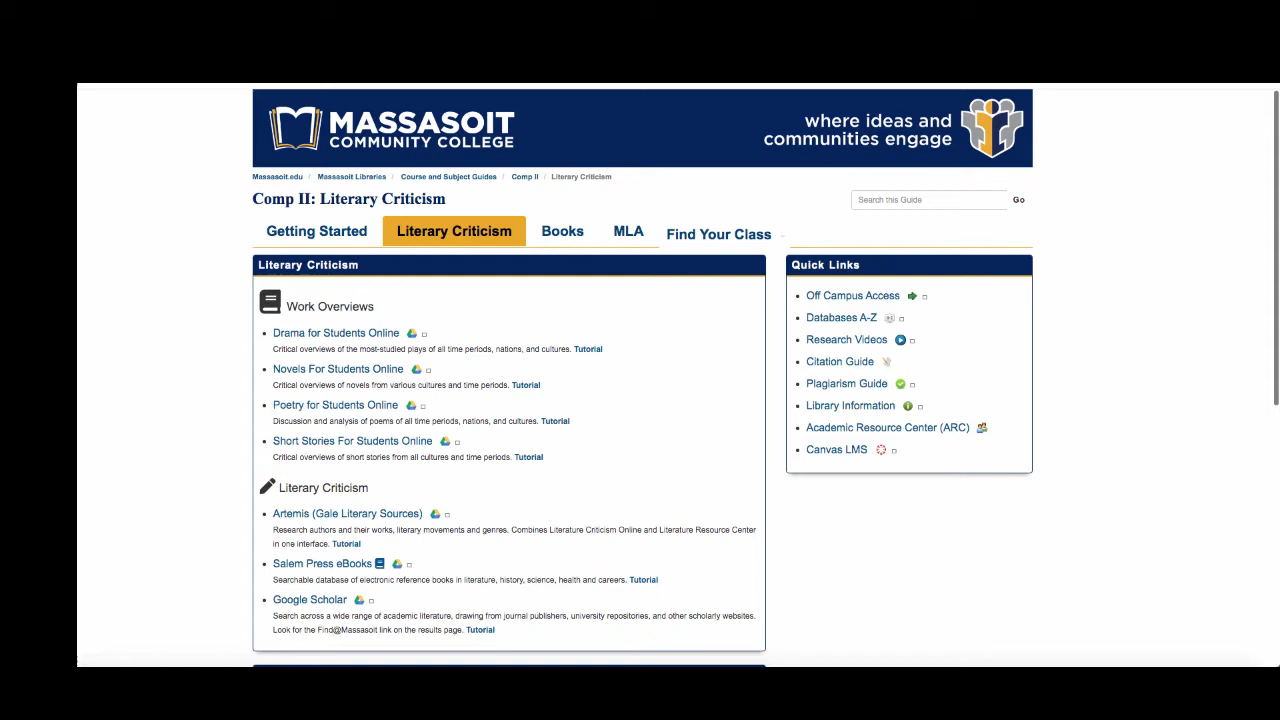 MASSASOIT
COMMUNITY COLLEGE
where ideas and
communities engage
Massasoit.edu / Massasoit Libraries / Course and Subject Guides / Comp II / Literary Criticism
Comp II: Literary Criticism
Search this Guide Go
Getting Started Literary Criticism Books MLA Find Your Class
Literary Criticism
Work Overviews
• Drama for Students Online
Critical overviews of the most-studied plays of all time periods, nations, and cultures. Tutorial
• Novels For Students Online
Critical overviews of novels from various cultures and time periods. Tutorial
• Poetry for Students Online
Discussion and analysis of poems of all time periods, nations, and cultures. Tutorial
• Short Stories For Students Online
Critical overviews of short stories from all cultures and time periods. Tutorial
Literary Criticism
• Artemis (Gale Literary Sources)
Research authors and their works, literary movements and genres. Combines Literature Criticism Online and Literature Resource Center
in one interface. Tutorial
• Salem Press eBooks
Searchable database of electronic reference books in literature, history, science, health and careers. Tutorial
• Google Scholar
Search across a wide range of academic literature, drawing from journal publishers, university repositories, and other scholarly websites.
Look for the Find@Massasoit link on the results page. Tutorial
Quick Links
• Off Campus Access
• Databases A-Z
• Research Videos
• Citation Guide
• Plagiarism Guide
• Library Information
• Academic Resource Center (ARC)
• Canvas LMS